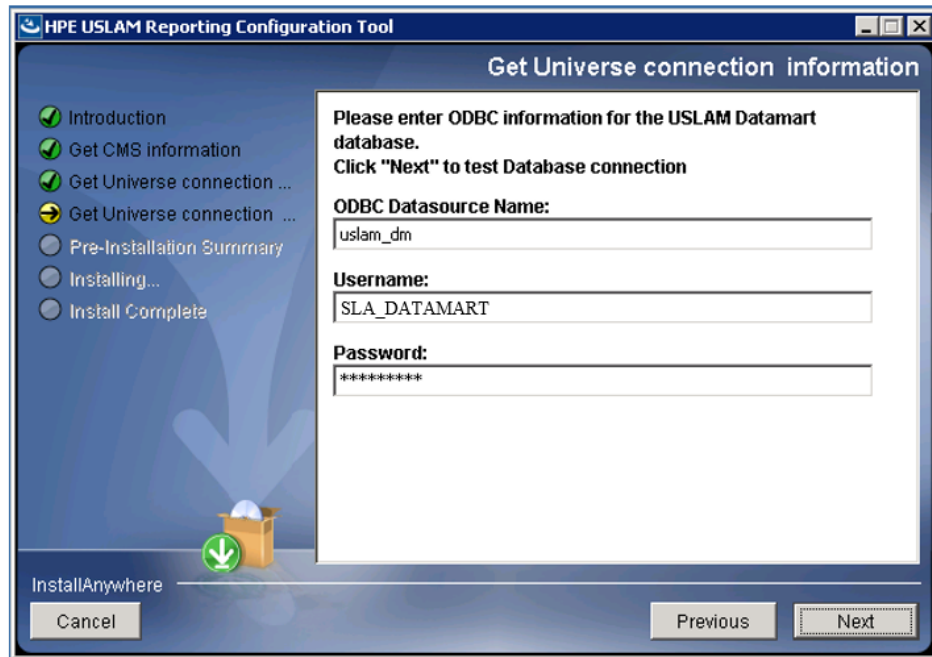 HPE USLAM Reporting Configuration Tool
Get Universe connection information
Introduction
Get CMS information
Get Universe connection ...
Get Universe connection ...
Pre-Installation Summary
Installing...
Install Complete
Please enter ODBC information for the USLAM Datamart
database.
Click "Next" to test Database connection
ODBC Datasource Name:
uslam_dm
Username:
SLA_DATAMART
Password:
*********
InstallAnywhere
Cancel
Previous
Next